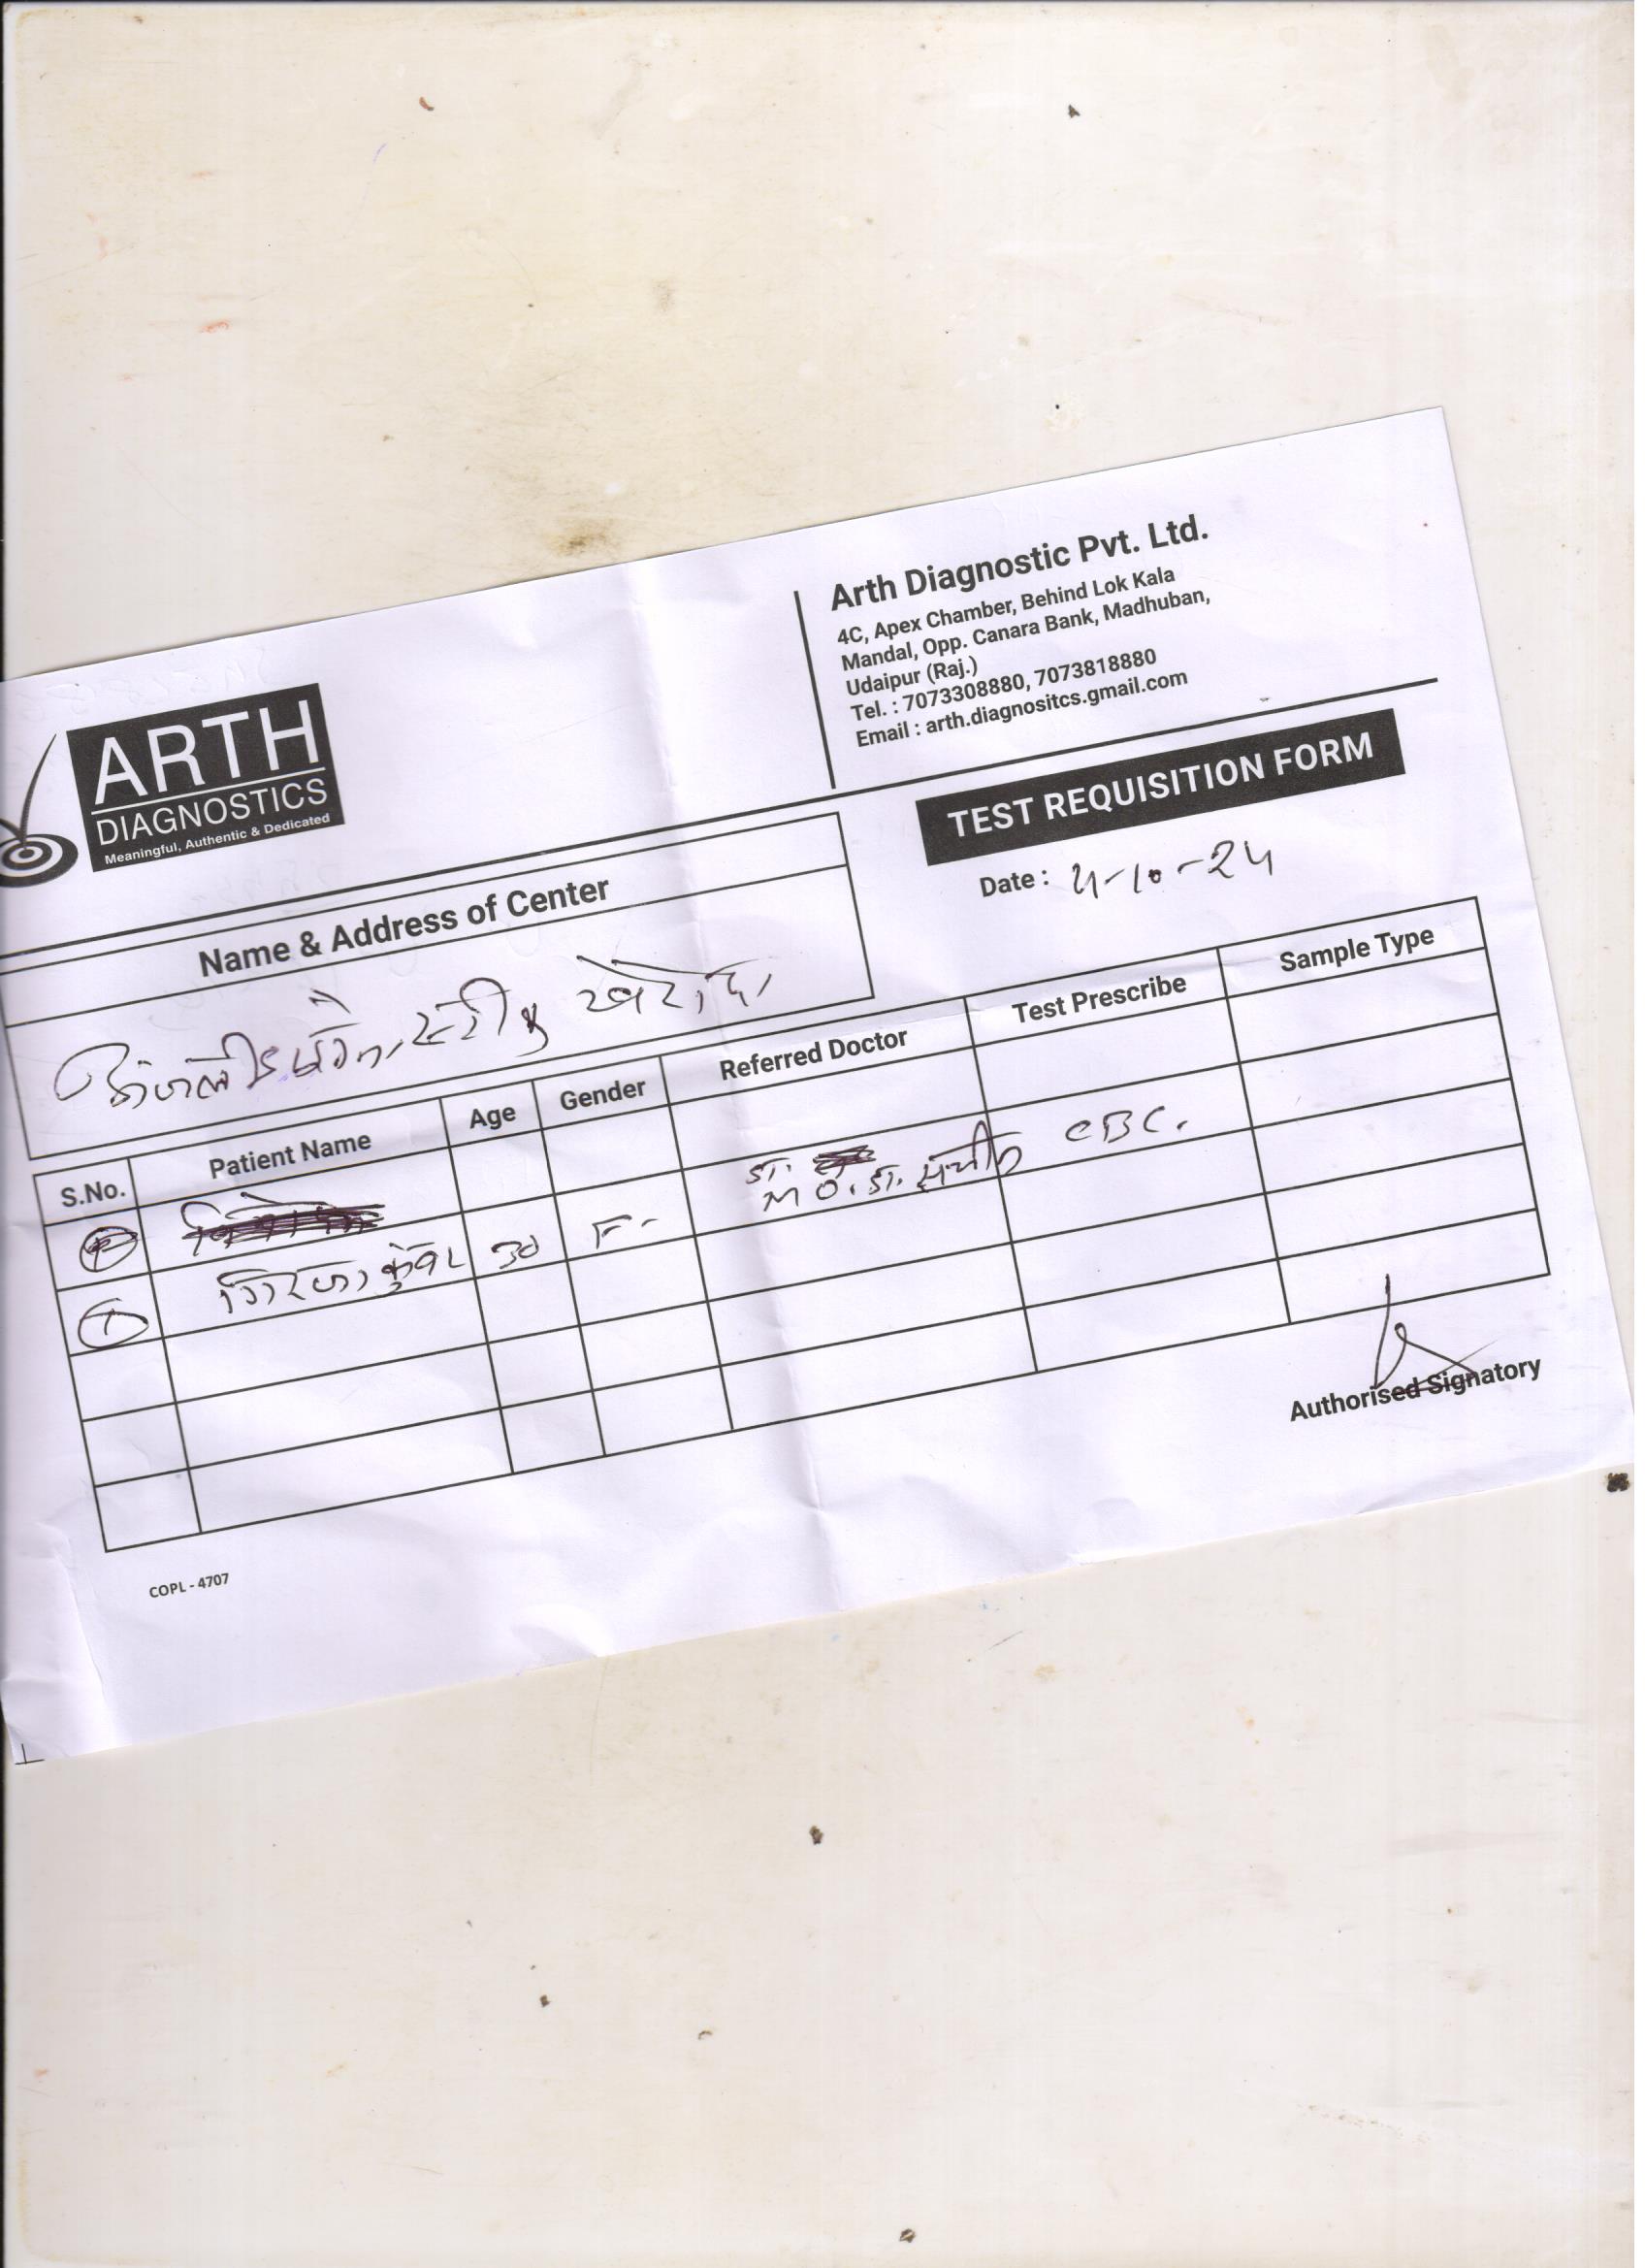 Arth Diagnostic Pvt. Ltd.
4C, Apex Chamber, Behind Lok Kala
Mandal, Opp. Canara Bank, Madhuban,
Udaipur (Raj.)
Tel. : 7073308880, 7073818880
Email : arth.diagnositcs.gmail.com
ARTH
DIAGNOSTICS
Meaningful, Authentic & Dedicated
TEST REQUISITION FORM
Date : 4-10-24
Name & Address of Center
खेरोदा
S.No. Patient Name Age Gender Referred Doctor Test Prescribe Sample Type
डॉ.
1 गिरजा कुंवर 30 F M O. डॉ. CBC.
Authorised Signatory
COPL - 4707